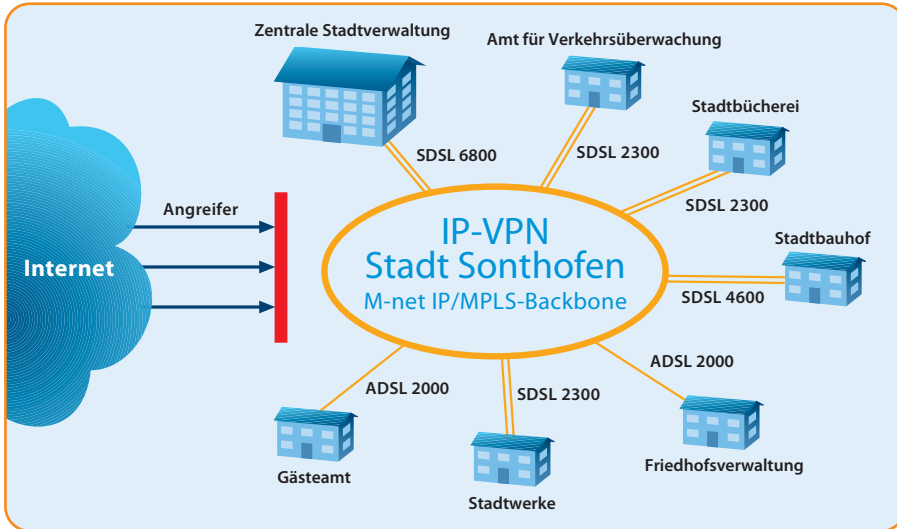 Zentrale Stadtverwaltung
Amt für Verkehrsüberwachung
Stadtbücherei
SDSL 6800
SDSL 2300
SDSL 2300
Angreifer
Internet
IP-VPN
Stadt Sonthofen
M-net IP/MPLS-Backbone
Stadtbauhof
SDSL 4600
ADSL 2000
SDSL 2300
ADSL 2000
Gästeamt
Stadtwerke
Friedhofsverwaltung